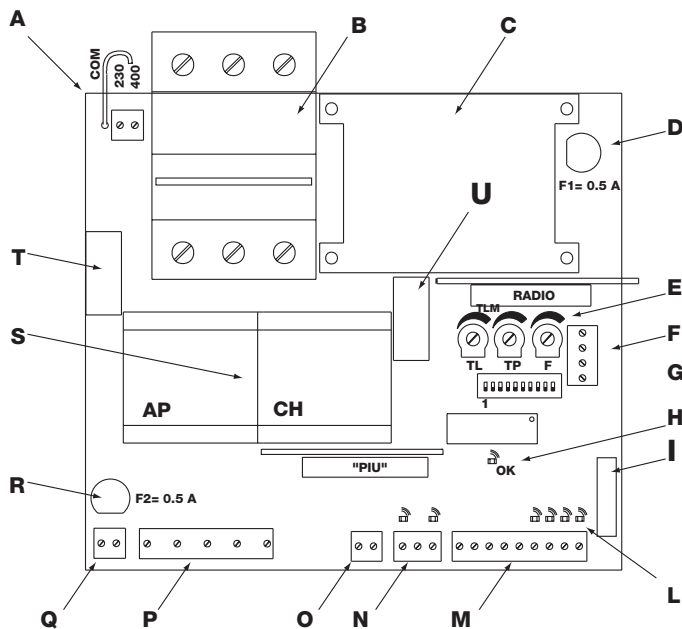 A
B
C
COM
230
400
D
F1= 0.5 A
U
T
RADIO
E
TLM
S
F
TL
TP
F
G
1
AP
CH
H
OK
I
"PIU"
R
F2= 0.5 A
L
Q
P
O
N
M